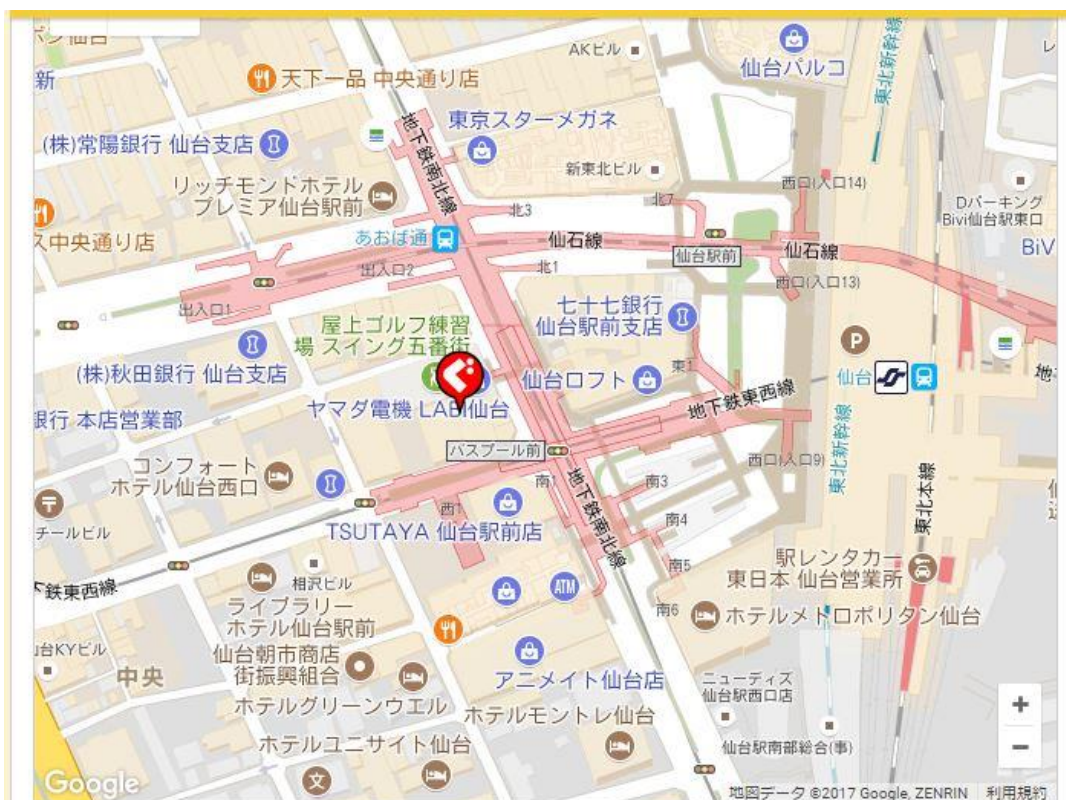 AKビル
仙台パルコ
東北新幹線
レ
新
天下一品 中央通り店
東京スターメガネ
地下鉄南北線
(株)常陽銀行 仙台支店
新東北ビル
リッチモンドホテル
プレミア仙台駅前
西口(入口14)
Dパーキング
Bivi仙台駅東口
北3
北7
ス中央通り店
あおば通
仙石線
仙台駅前
仙石線
BiV
出入口2
北1
西口(入口13)
出入口1
七十七銀行
仙台駅前支店
屋上ゴルフ練習
場 スイング五番街
P
(株)秋田銀行 仙台支店
仙台ロフト
東1
仙台
地下鉄東西線
ヤマダ電機 LABI仙台
銀行 本店営業部
バスプール前
西口(入口9)
東北新幹線
東北本線
コンフォート
ホテル仙台西口
南1
地下鉄南北線
南3
西1
南4
チールビル
TSUTAYA 仙台駅前店
南5
駅レンタカー
東日本 仙台営業所
下鉄東西線
相沢ビル
ATM
南6
ホテルメトロポリタン仙台
ライブラリー
ホテル仙台駅前
台KYビル
仙台朝市商店
街振興組合
中央
アニメイト仙台店
ニューディズ
仙台駅西口店
ホテルグリーンウエル
ホテルモントレ仙台
ホテルユニサイト仙台
仙台駅南部総合(事)
文
Google
地図データ ©2017 Google, ZENRIN
利用規約